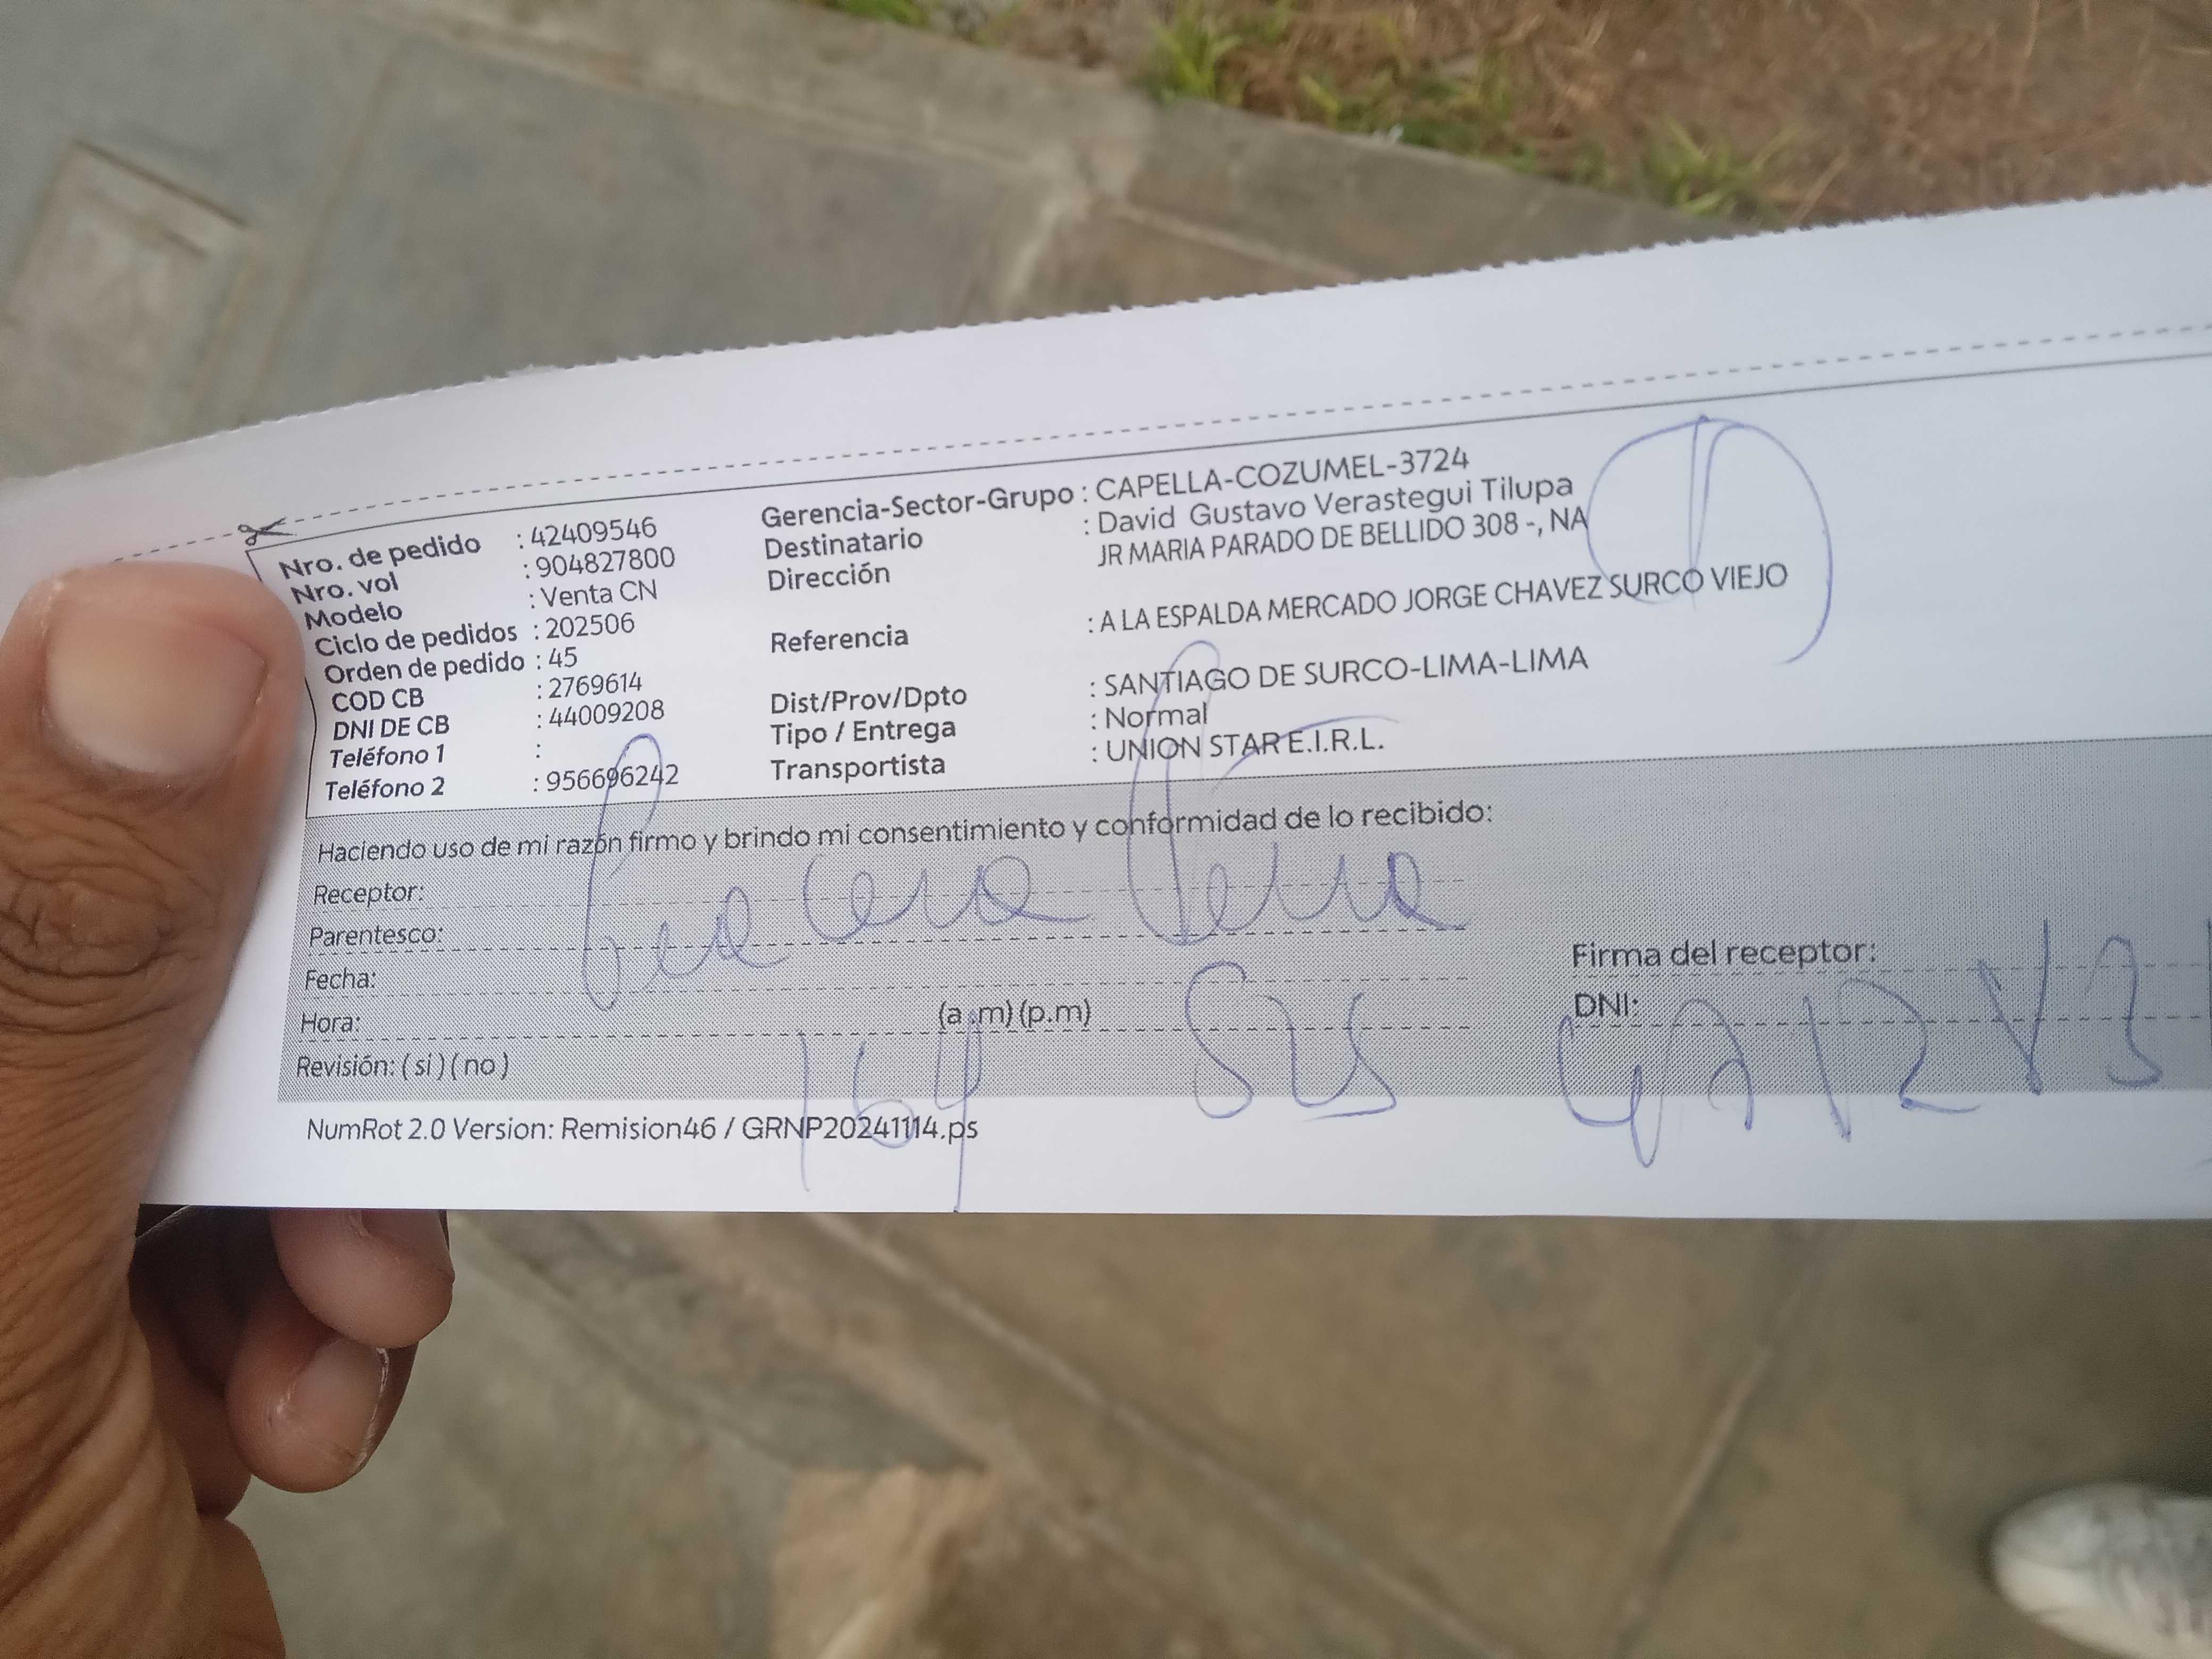 Nro. de pedido : 42409546
Nro. vol : 904827800
Modelo : Venta CN
Ciclo de pedidos : 202506
Orden de pedido : 45
COD CB : 2769614
DNI DE CB : 44009208
Teléfono 1 :
Teléfono 2 : 956696242
Gerencia-Sector-Grupo : CAPELLA-COZUMEL-3724
Destinatario : David Gustavo Verastegui Tilupa
Dirección JR MARIA PARADO DE BELLIDO 308 -, NA
Referencia : A LA ESPALDA MERCADO JORGE CHAVEZ SURCO VIEJO
Dist/Prov/Dpto : SANTIAGO DE SURCO-LIMA-LIMA
Tipo / Entrega : Normal
Transportista : UNION STAR E.I.R.L.
Haciendo uso de mi razón firmo y brindo mi consentimiento y conformidad de lo recibido:
Receptor:
Parentesco:
Fecha:
Hora: (a.m) (p.m)
Revisión: ( si ) ( no )
Firma del receptor:
DNI:
NumRot 2.0 Version: Remision46 / GRNP20241114.ps